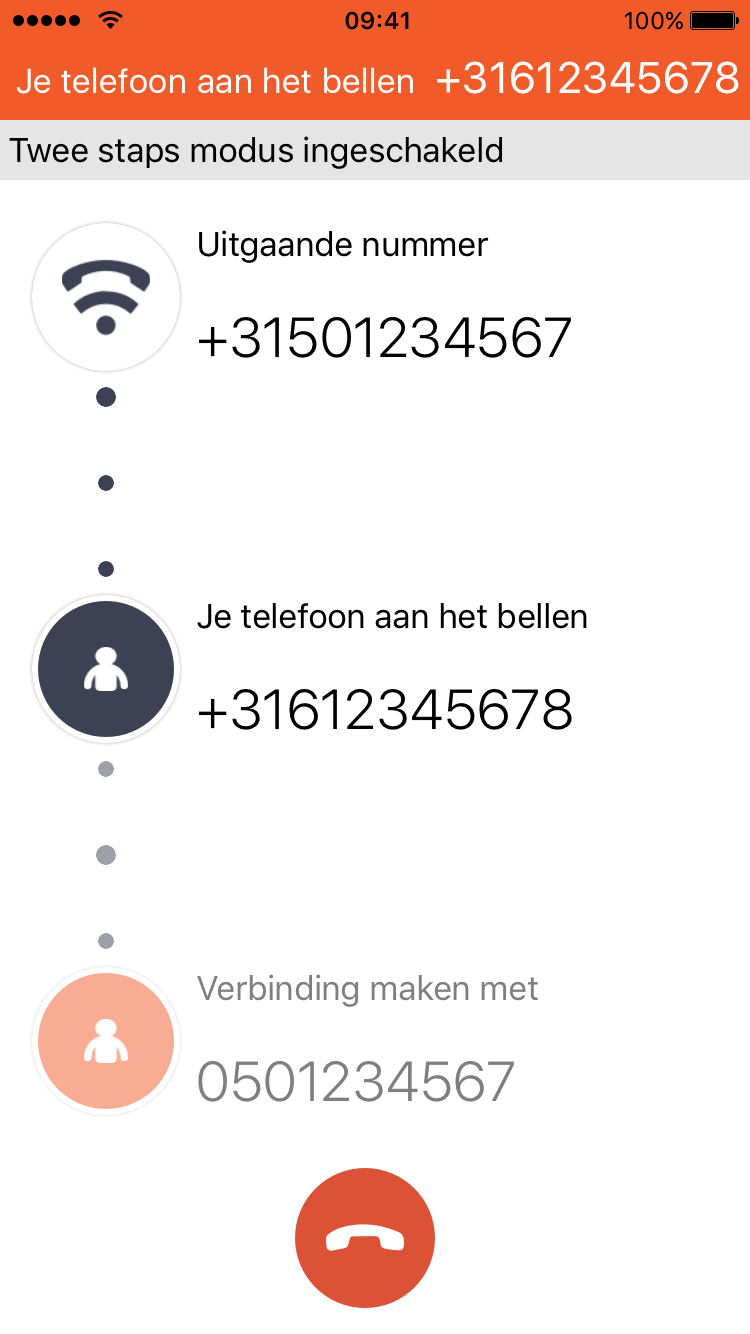 09:41 100%
Je telefoon aan het bellen +31612345678
Twee staps modus ingeschakeld
Uitgaande nummer
+31501234567
Je telefoon aan het bellen
+31612345678
Verbinding maken met
0501234567